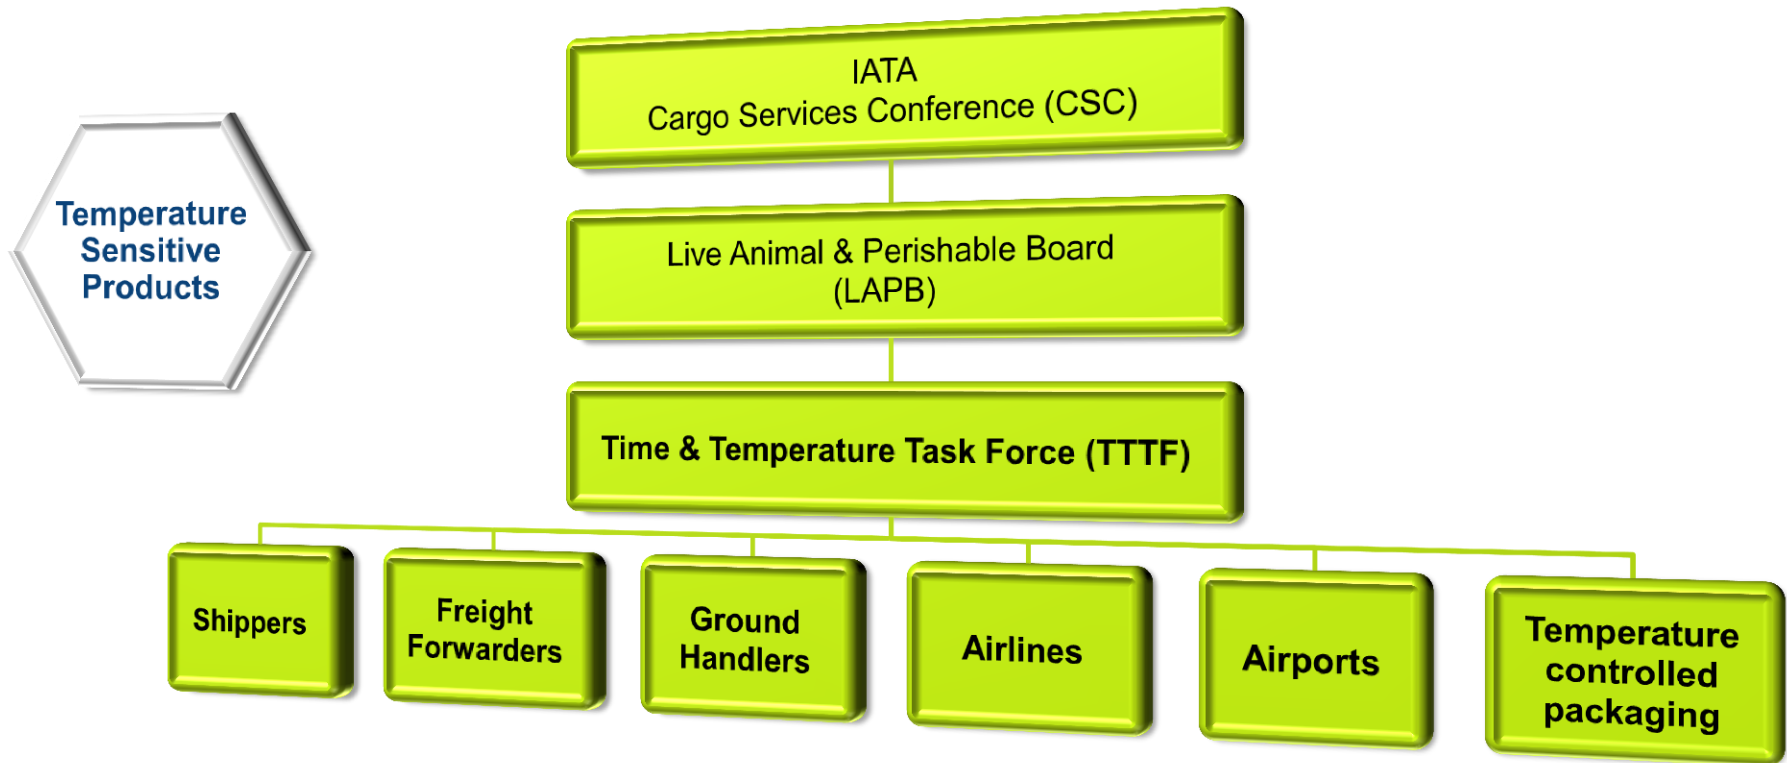 IATA
Cargo Services Conference (CSC)
Temperature
Sensitive
Products
Live Animal & Perishable Board
(LAPB)
Time & Temperature Task Force (TTTF)
Shippers
Freight
Forwarders
Ground
Handlers
Airlines
Airports
Temperature
controlled
packaging